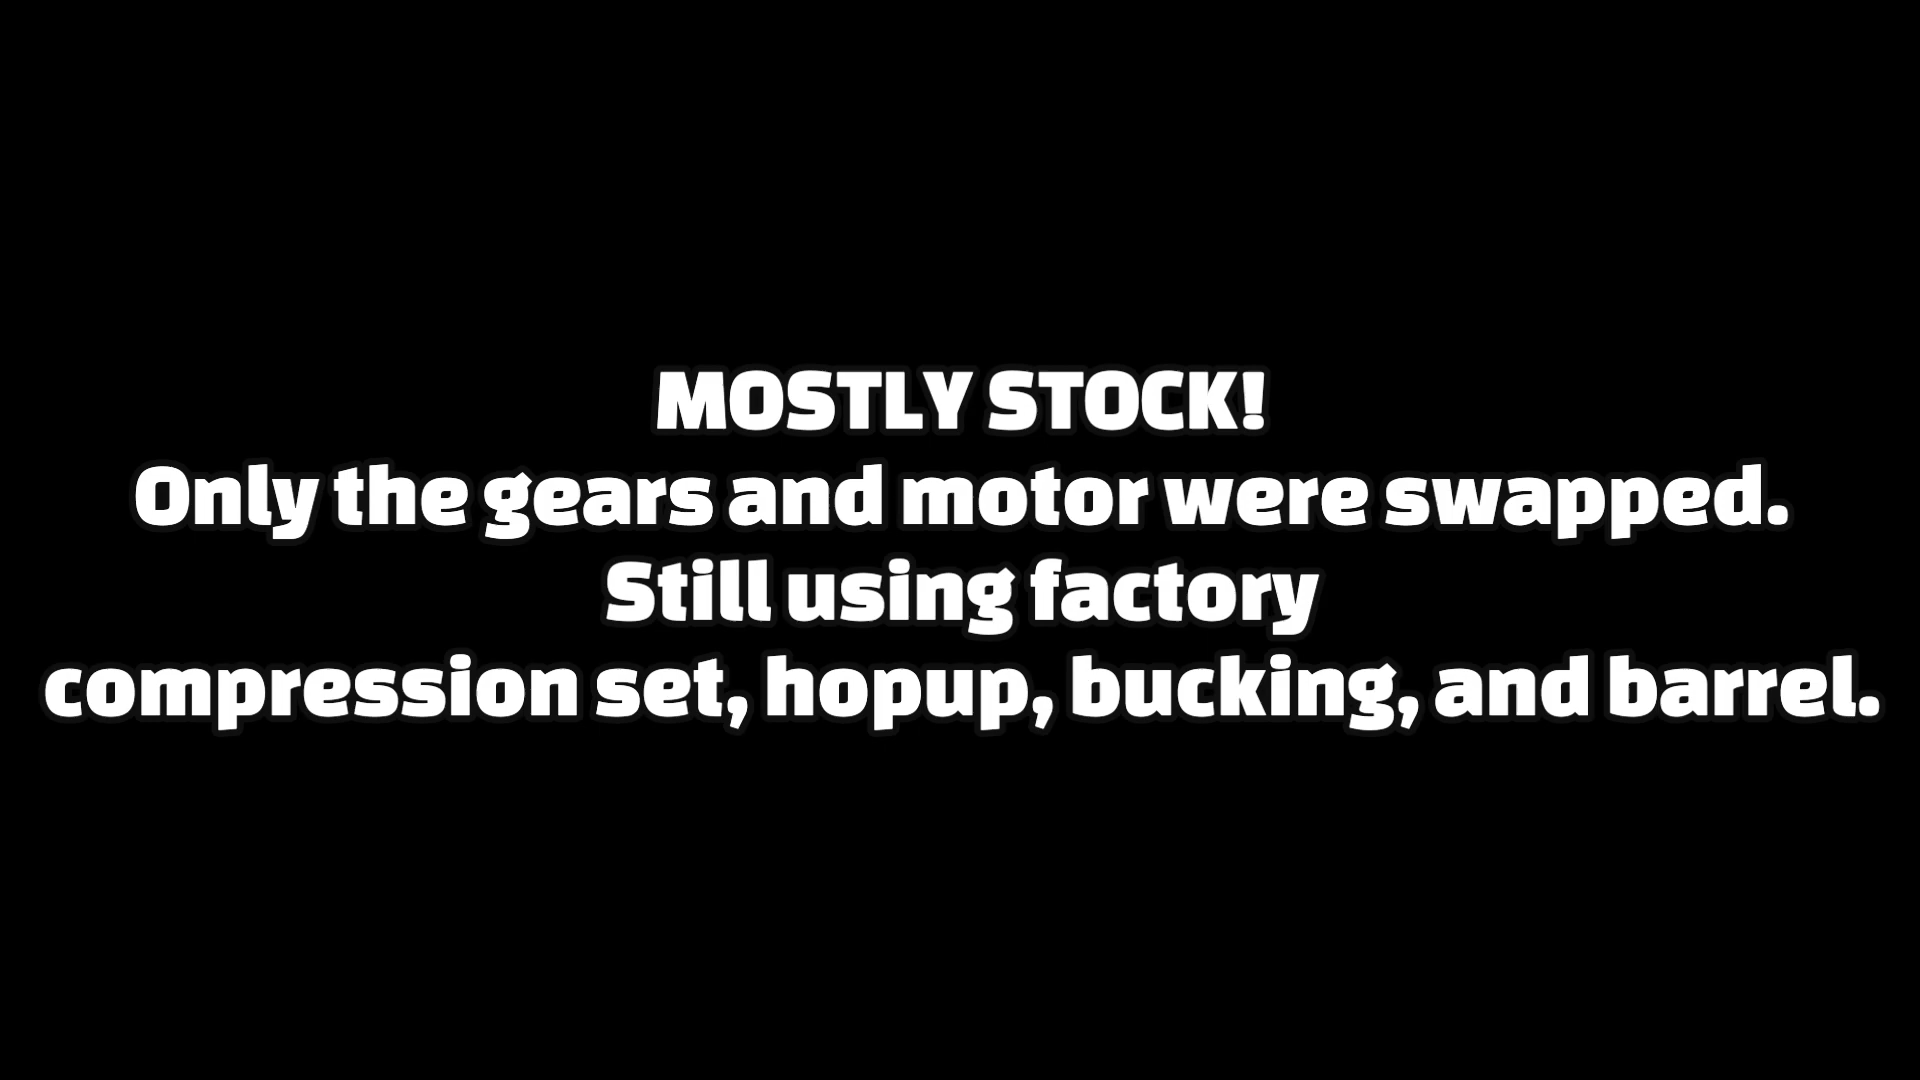 MOSTLY STOCK!
Only the gears and motor were swapped.
Still using factory
compression set, hopup, bucking, and barrel.